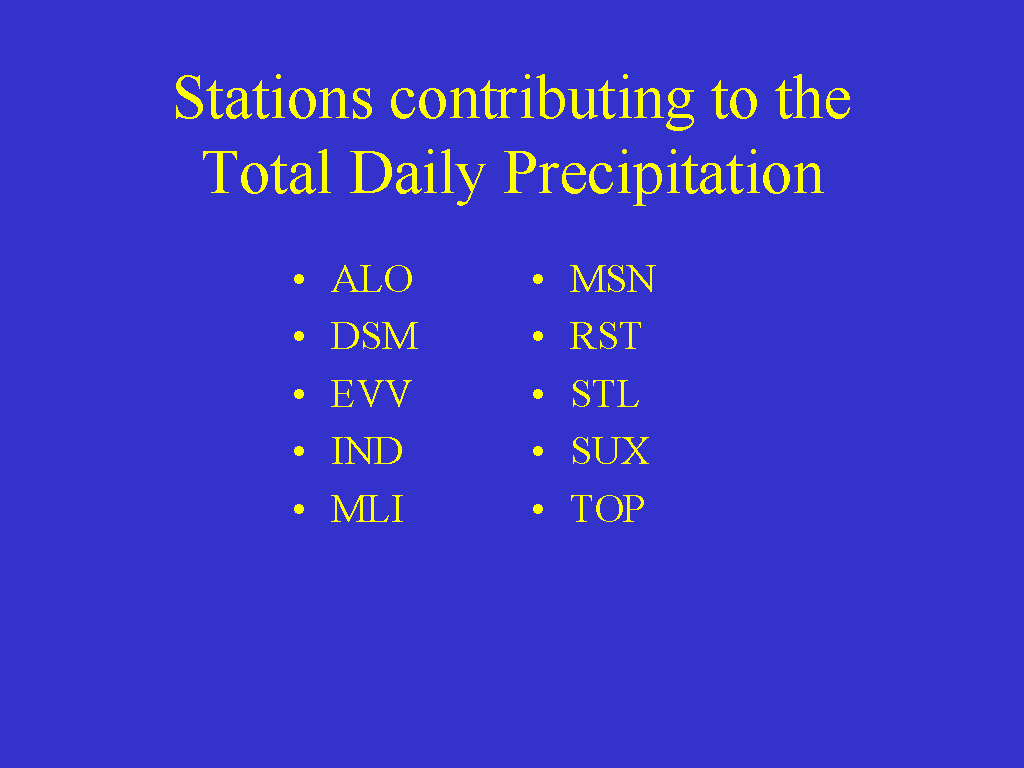 Stations contributing to the
Total Daily Precipitation
• ALO
• DSM
• EVV
• IND
• MLI
• MSN
• RST
• STL
• SUX
• TOP